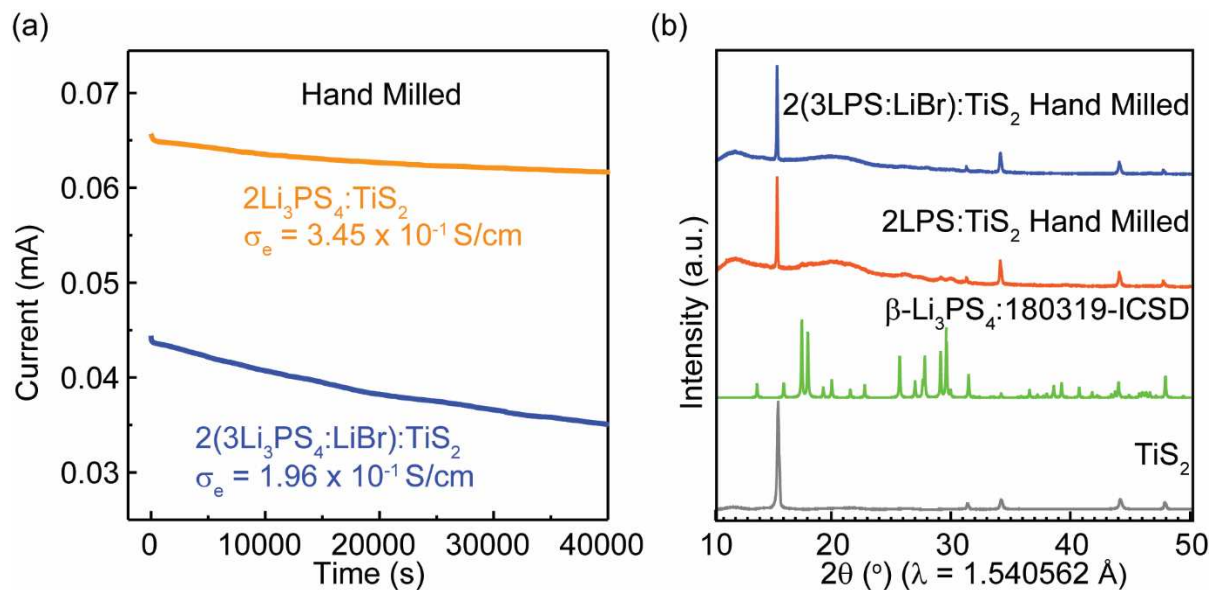 (a)
Current (mA)
0.07
0.06
0.05
0.04
0.03
Hand Milled
2Li₃PS₄:TiS₂
σₑ = 3.45 x 10⁻¹ S/cm
2(3Li₃PS₄:LiBr):TiS₂
σₑ = 1.96 x 10⁻¹ S/cm
0 10000 20000 30000 40000
Time (s)
(b)
Intensity (a.u.)
2(3LPS:LiBr):TiS₂ Hand Milled
2LPS:TiS₂ Hand Milled
β-Li₃PS₄:180319-ICSD
TiS₂
10 20 30 40 50
2θ (°) (λ = 1.540562 Å)